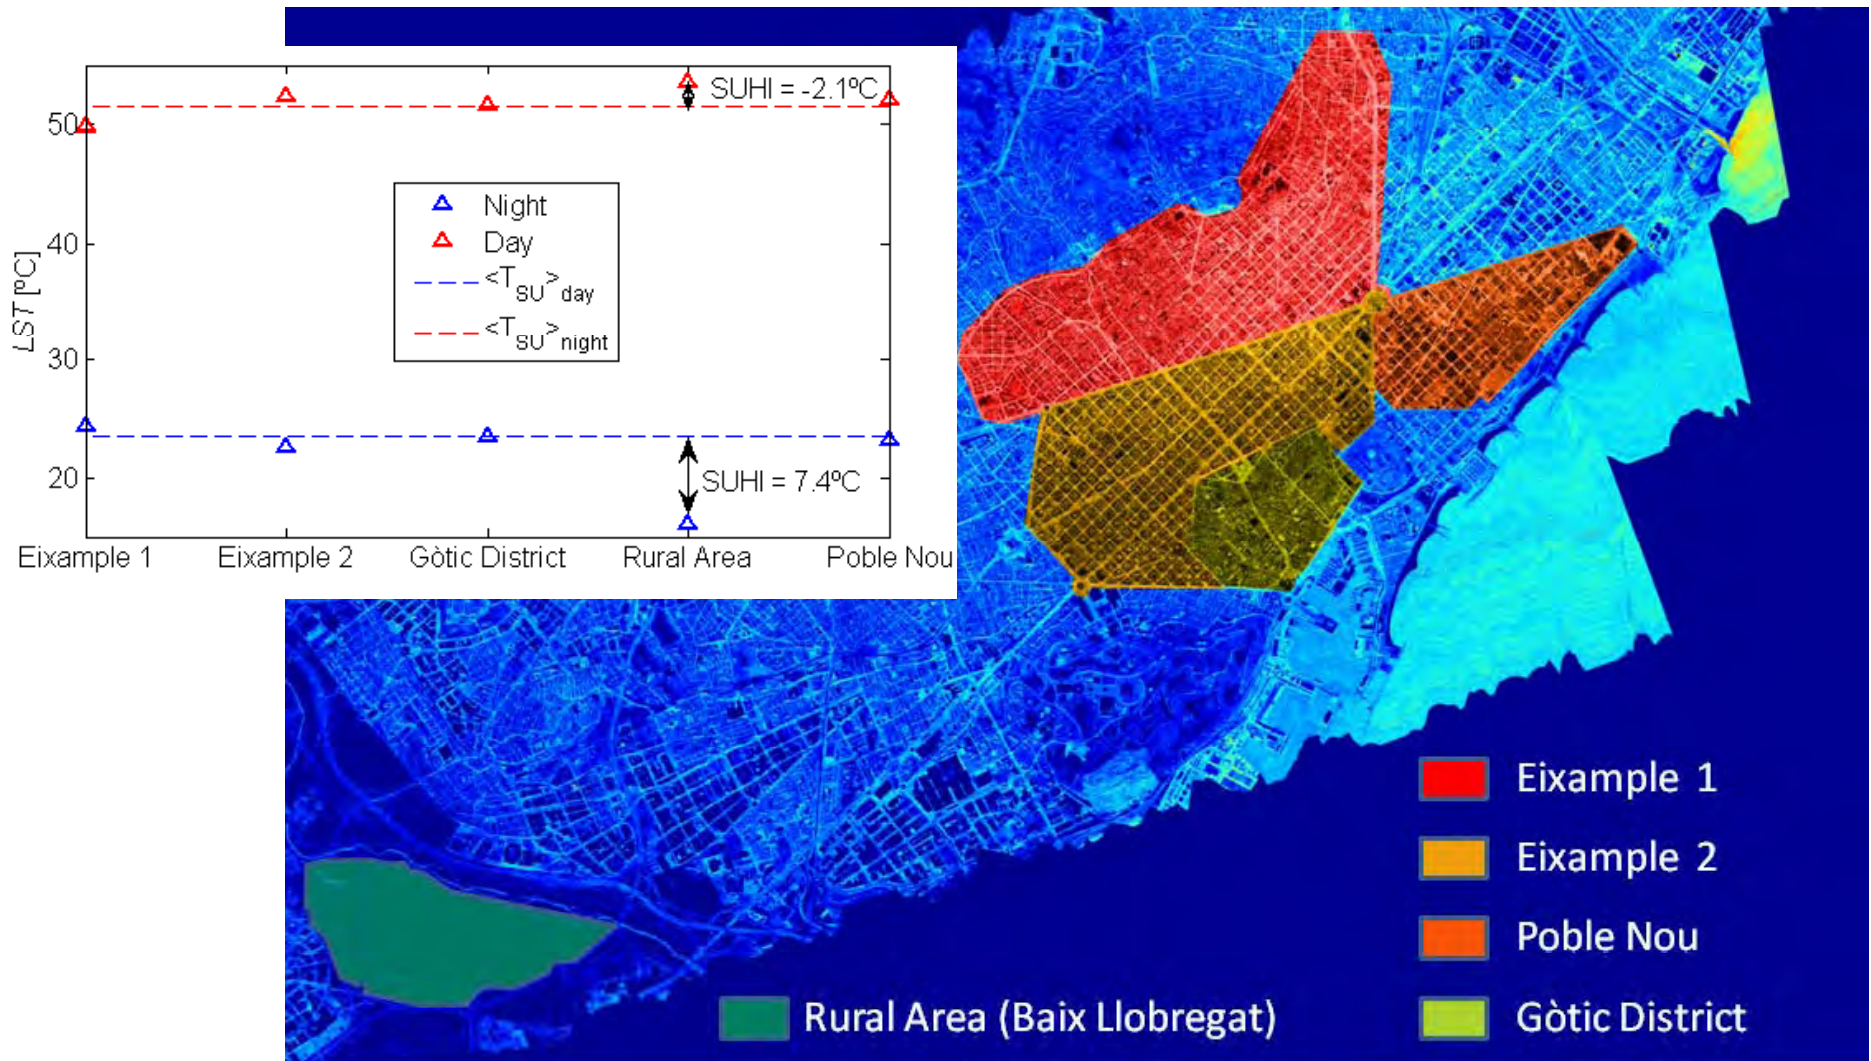 SUHI = -2.1ºC
50
40
30
20
LST [ºC]
Night
Day
<T_SU>_day
<T_SU>_night
SUHI = 7.4ºC
Eixample 1
Eixample 2
Gòtic District
Rural Area
Poble Nou
Eixample 1
Eixample 2
Poble Nou
Rural Area (Baix Llobregat)
Gòtic District